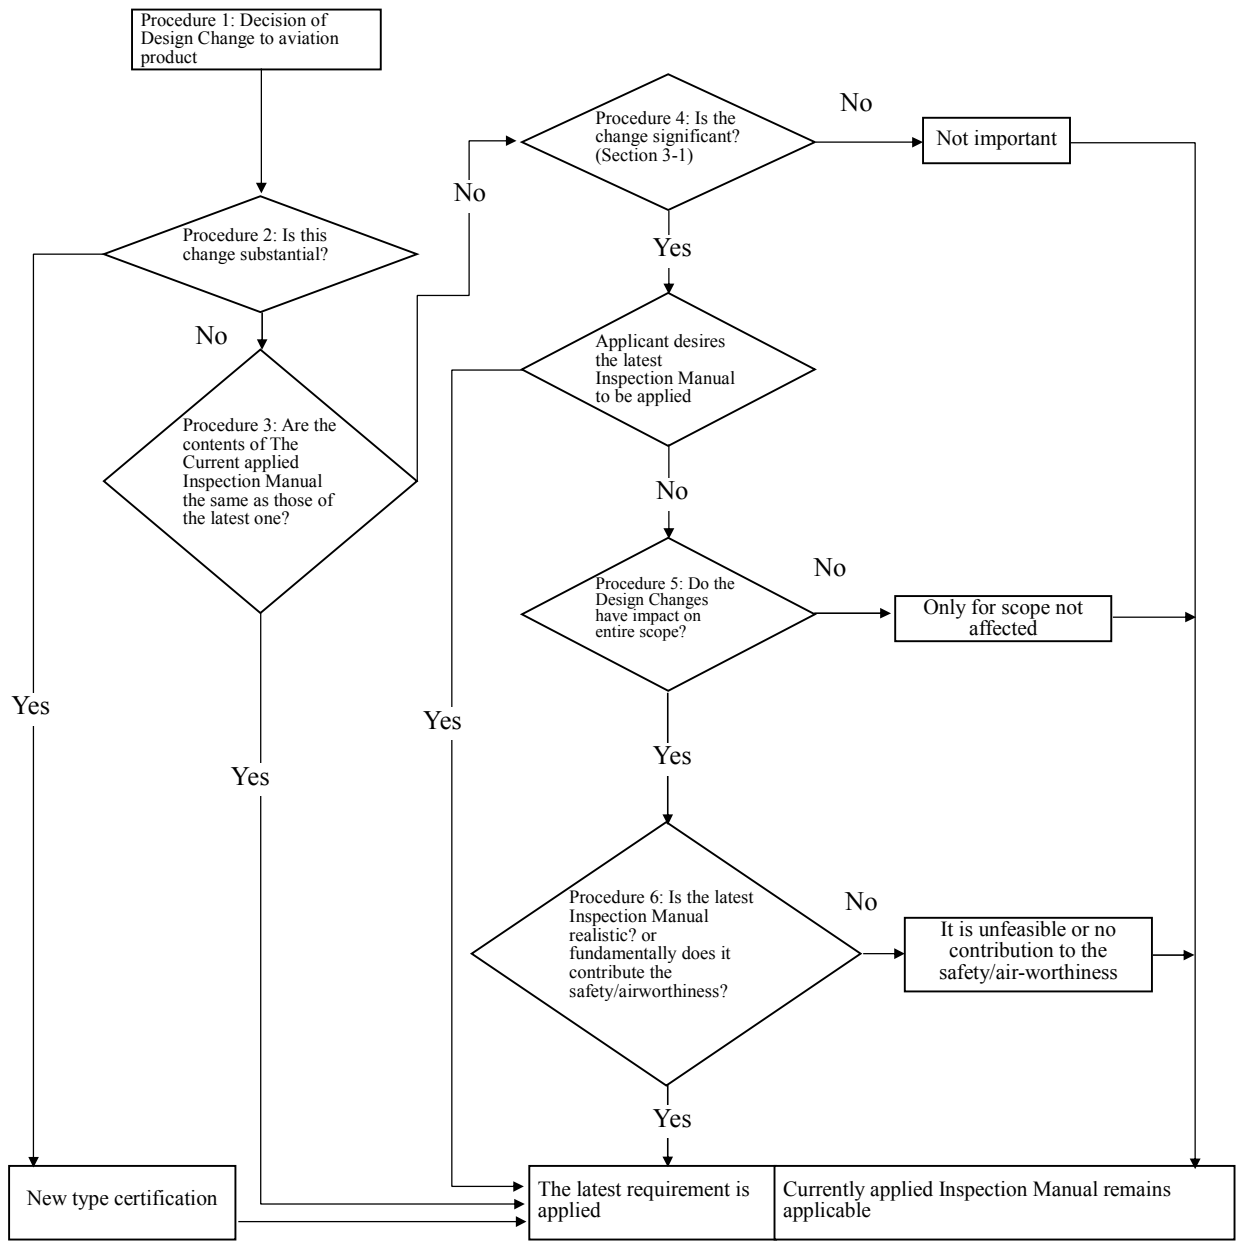 Procedure 1: Decision of
Design Change to aviation
product
Procedure 2: Is this
change substantial?
No
Procedure 3: Are the
contents of The
Current applied
Inspection Manual
the same as those of
the latest one?
No
Yes
Yes
Procedure 4: Is the
change significant?
(Section 3-1)
No
Not important
Yes
Applicant desires
the latest
Inspection Manual
to be applied
Yes
No
Procedure 5: Do the
Design Changes
have impact on
entire scope?
No
Only for scope not
affected
Yes
Procedure 6: Is the latest
Inspection Manual
realistic? or
fundamentally does it
contribute the
safety/airworthiness?
No
It is unfeasible or no
contribution to the
safety/air-worthiness
Yes
New type certification
The latest requirement is
applied
Currently applied Inspection Manual remains
applicable